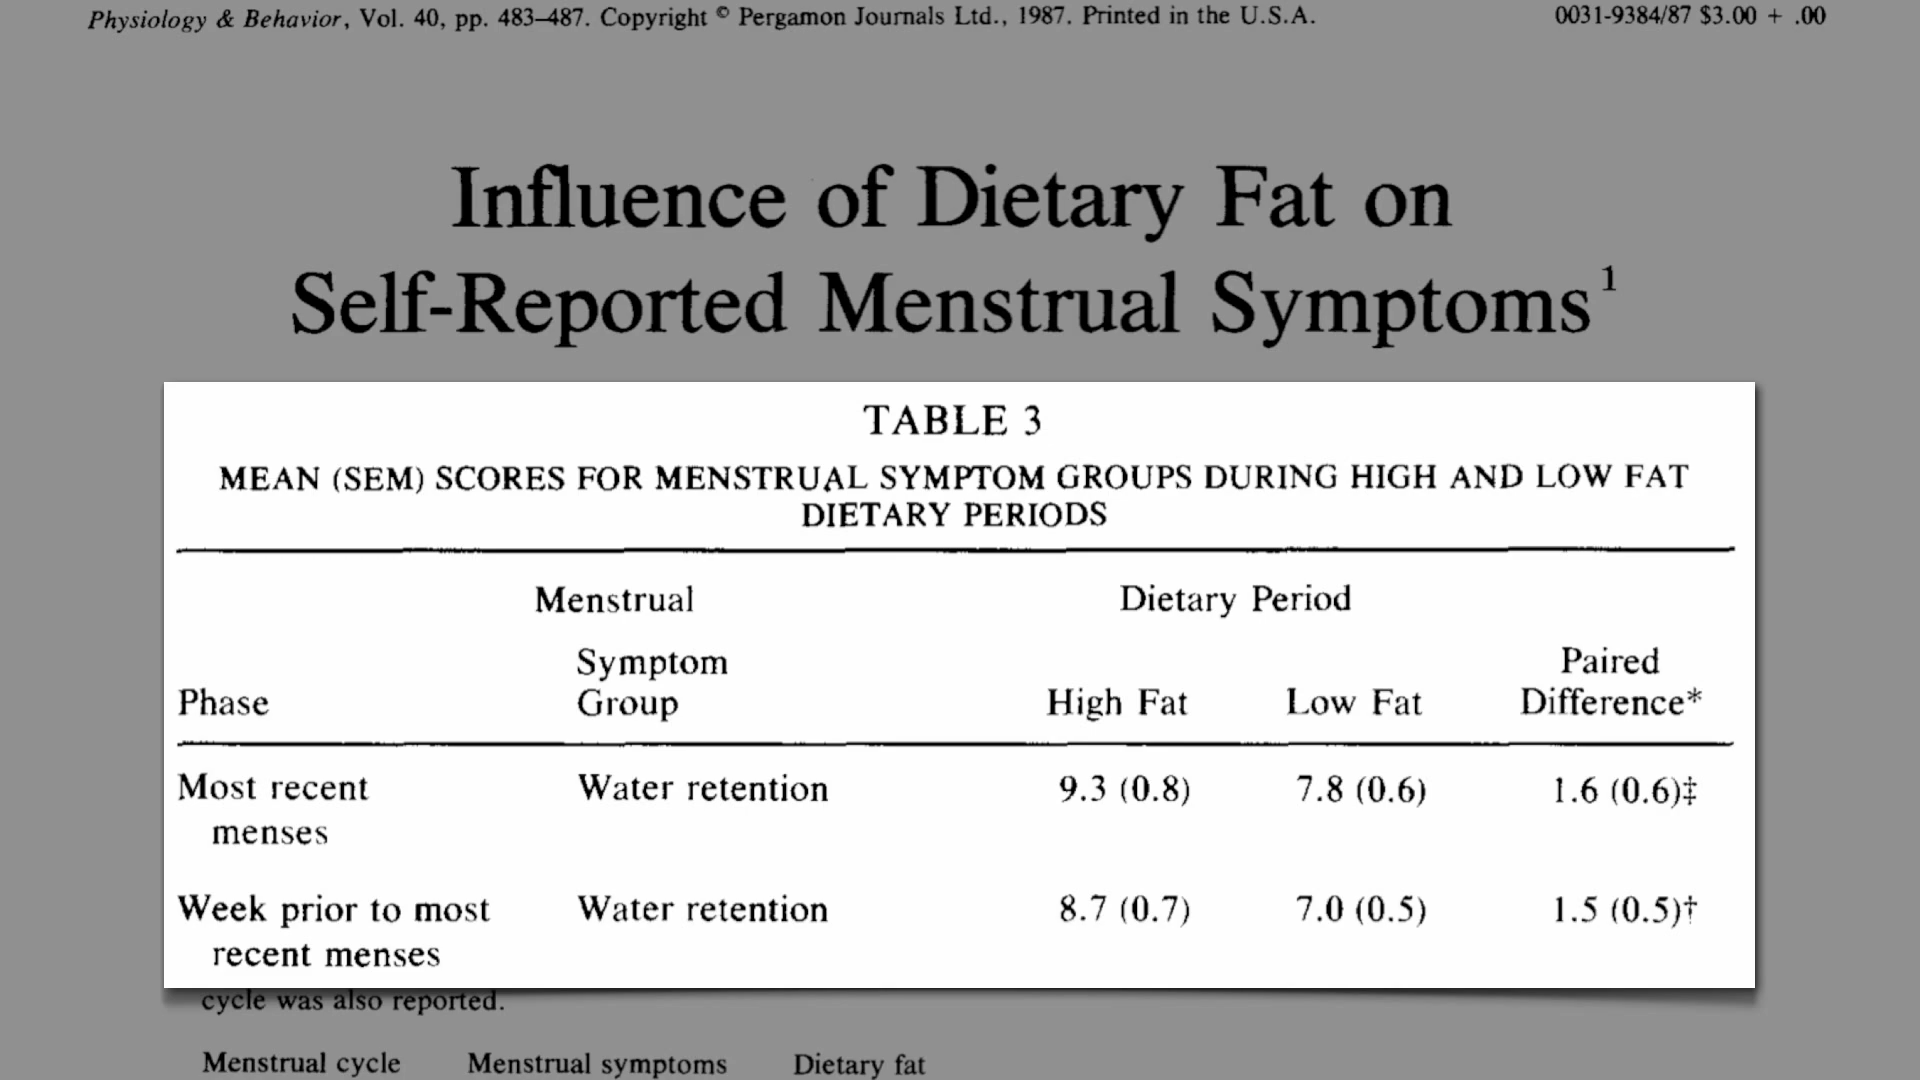 Physiology & Behavior, Vol. 40, pp. 483–487. Copyright © Pergamon Journals Ltd., 1987. Printed in the U.S.A. 0031-9384/87 $3.00 + .00
Influence of Dietary Fat on
Self-Reported Menstrual Symptoms¹
TABLE 3
MEAN (SEM) SCORES FOR MENSTRUAL SYMPTOM GROUPS DURING HIGH AND LOW FAT
DIETARY PERIODS
Menstrual Dietary Period
Symptom Paired
Phase Group High Fat Low Fat Difference*
Most recent Water retention 9.3 (0.8) 7.8 (0.6) 1.6 (0.6)‡
menses
Week prior to most Water retention 8.7 (0.7) 7.0 (0.5) 1.5 (0.5)†
recent menses
cycle was also reported.
Menstrual cycle Menstrual symptoms Dietary fat